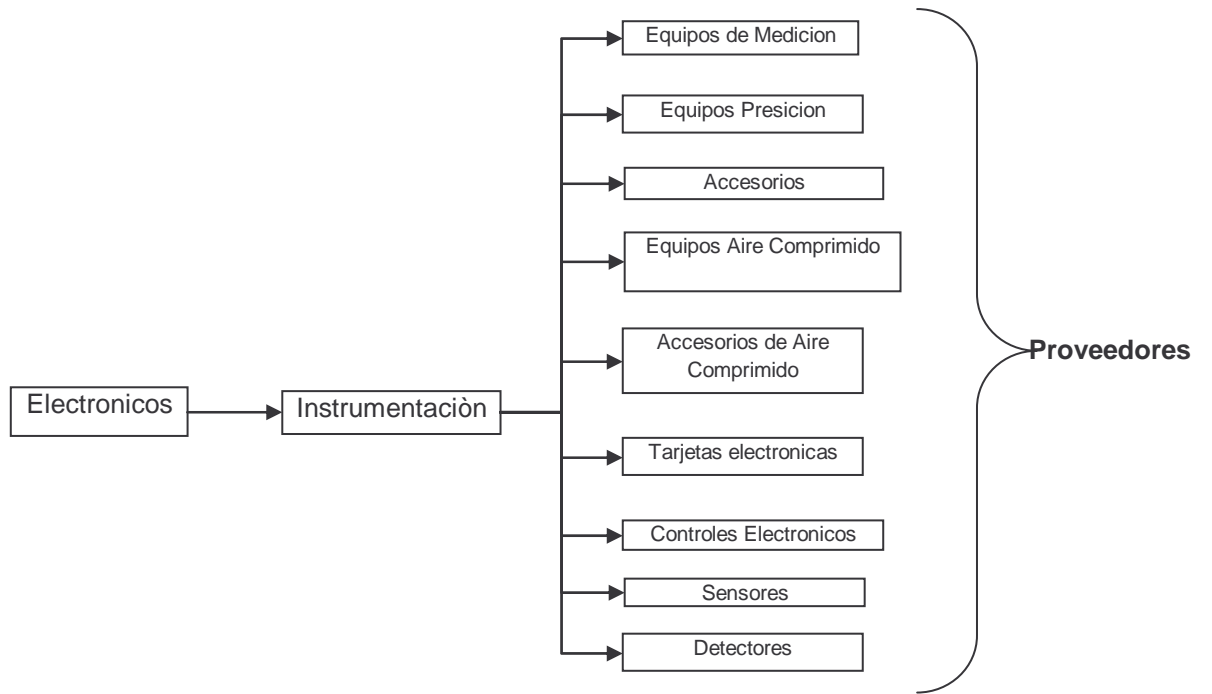 Equipos de Medicion
Equipos Presicion
Accesorios
Equipos Aire Comprimido
Accesorios de Aire
Comprimido
Proveedores
Electronicos
Instrumentaciòn
Tarjetas electronicas
Controles Electronicos
Sensores
Detectores